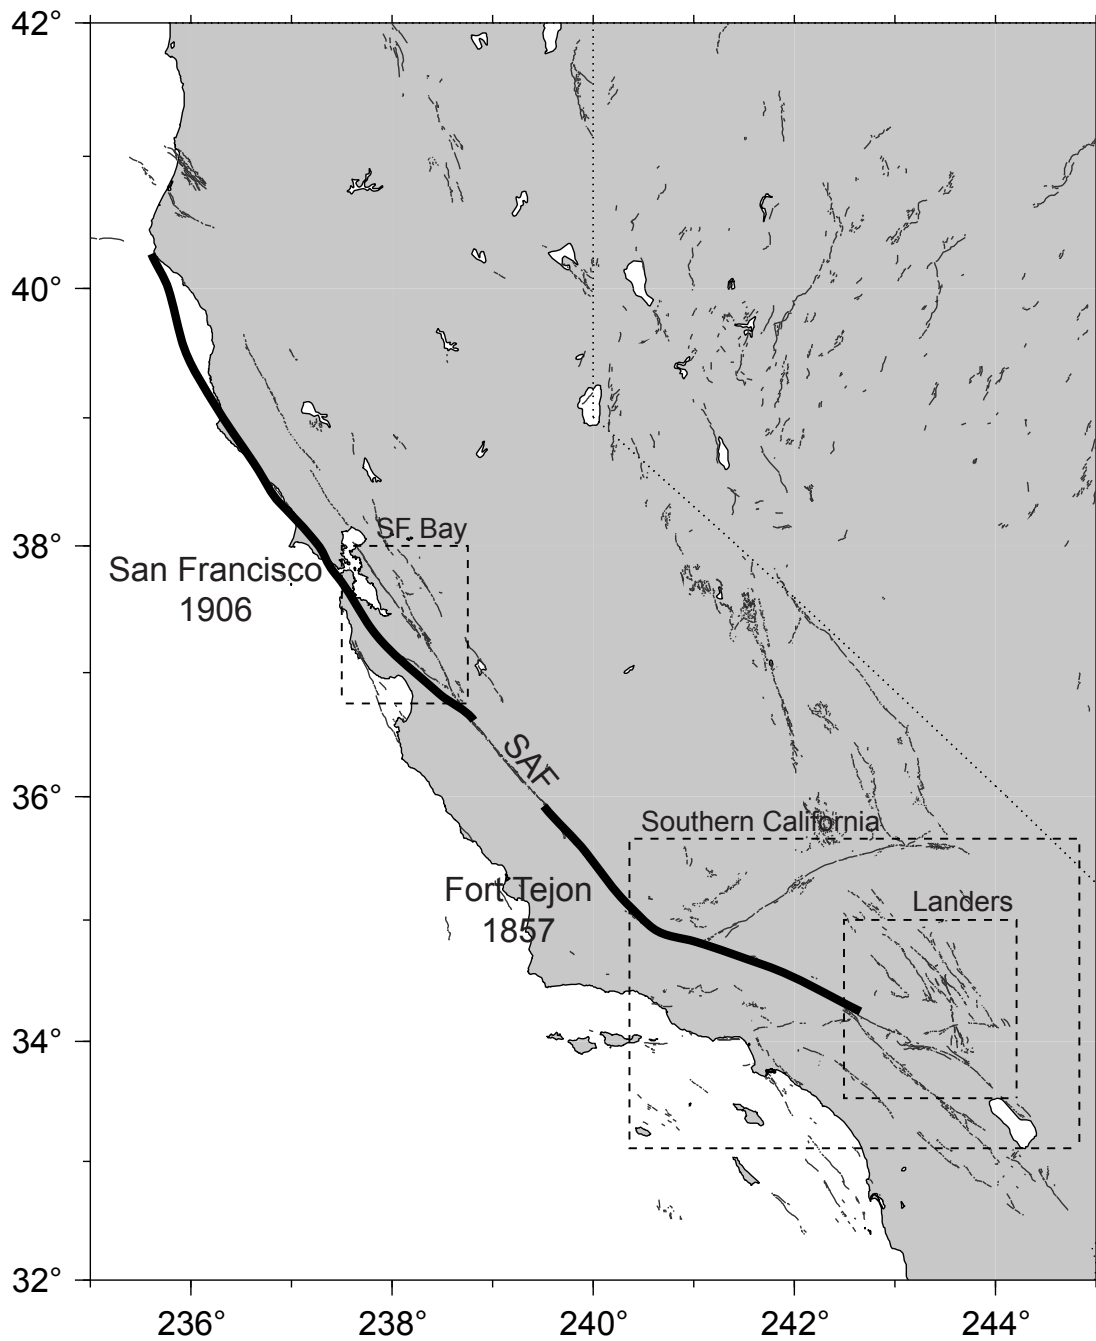 42°
40°
38°
36°
34°
32°
SF Bay
San Francisco
1906
SAF
Southern California
Fort Tejon
1857
Landers
236°
238°
240°
242°
244°